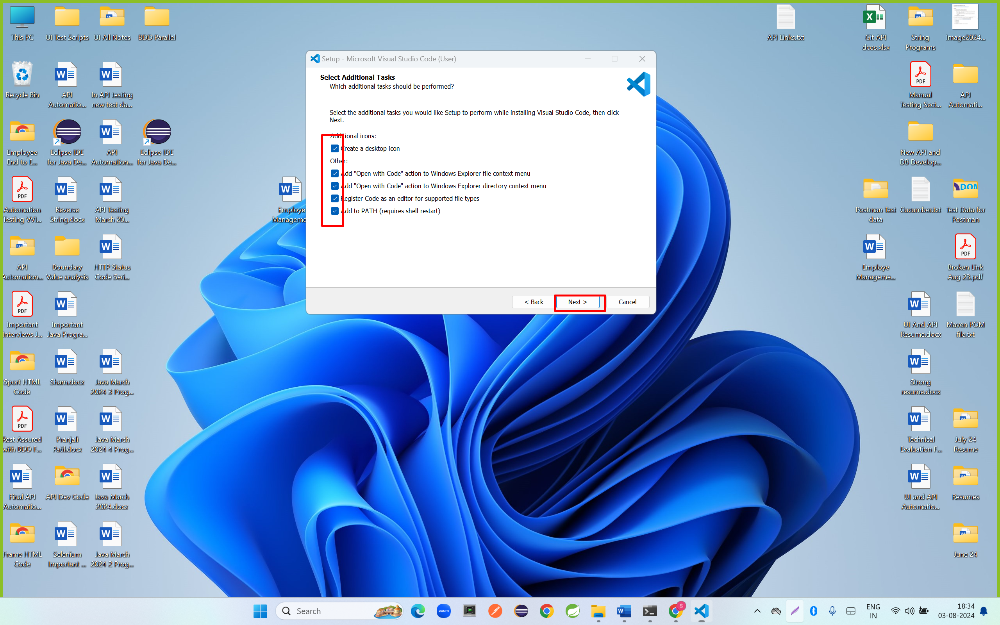 This PC
UI Test Scripts
UI All Notes
BDD Parallel
API Links.txt
Git API
dcos.xlsx
String
Programs
Image2024...
Recycle Bin
API
Automatio...
In API testing
new test da...
Manual
Testing Sect...
API
Automati...
Employee
End to E...
Eclipse IDE
for Java De...
API
Automation...
Eclipse IDE
for Java De...
New API and
DB Develop...
Automation
Testing VVI...
Reverse
String.docx
API Testing
March 20...
Employe
Manageme
Postman Test
data
Cucumber.txt
Test Data for
Postman
API
Automation...
Boundary
Value analysis
HTTP Status
Code Seri...
Employe
Manageme...
Broken Link
Aug 23.pdf
Important
Interviews J...
Important
Java Progra...
UI And API
Resume.docx
Maven POM
file.txt
Sport HTML
Code
Sham.docx
Java March
2024 3 Prog...
Strong
resume.docx
Rest Assured
with BDD F...
Pranjali
Patil.docx
Java March
2024 4 Prog...
Technical
Evaluation F...
July 24
Resume
Final API
Automatio...
API Dev Code
Java March
2024.docx
UI and API
Automatio...
Resumes
Frame HTML
Code
Selenium
Important ...
Java March
2024 2 Prog...
June 24
Setup - Microsoft Visual Studio Code (User)
Select Additional Tasks
Which additional tasks should be performed?
Select the additional tasks you would like Setup to perform while installing Visual Studio Code, then click
Next.
Additional icons:
Create a desktop icon
Other:
Add "Open with Code" action to Windows Explorer file context menu
Add "Open with Code" action to Windows Explorer directory context menu
Register Code as an editor for supported file types
Add to PATH (requires shell restart)
< Back
Next >
Cancel
Search
zoom
S
ENG
IN
18:34
03-08-2024